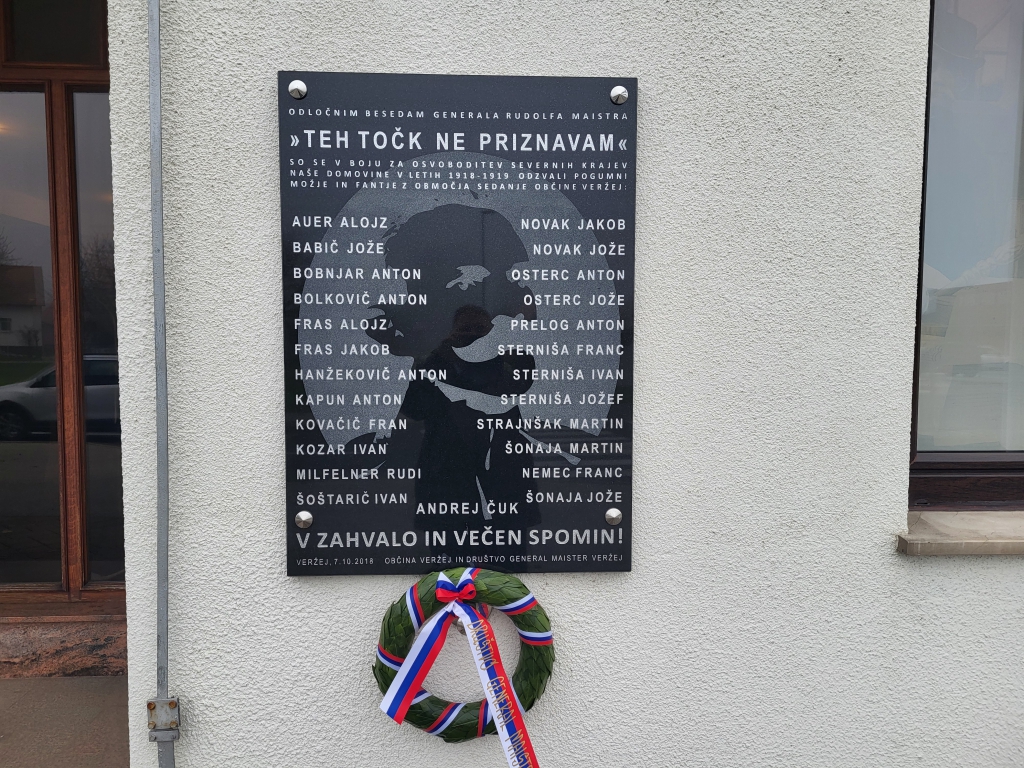 ODLOČNIM BESEDAM GENERALA RUDOLFA MAISTRA
»TEH TOČK NE PRIZNAVAM«
SO SE V BOJU ZA OSVOBODITEV SEVERNIH KRAJEV
NAŠE DOMOVINE V LETIH 1918-1919 ODZVALI POGUMNI
MOŽJE IN FANTJE Z OBMOČJA SEDANJE OBČINE VERŽEJ:
AUER ALOJZ
BABIČ JOŽE
BOBNJAR ANTON
BOLKOVIČ ANTON
FRAS ALOJZ
FRAS JAKOB
HANŽEKOVIČ ANTON
KAPUN ANTON
KOVAČIČ FRAN
KOZAR IVAN
MILFELNER RUDI
ŠOŠTARIČ IVAN
NOVAK JAKOB
NOVAK JOŽE
OSTERC ANTON
OSTERC JOŽE
PRELOG ANTON
STERNIŠA FRANC
STERNIŠA IVAN
STERNIŠA JOŽEF
STRAJNŠAK MARTIN
ŠONAJA MARTIN
NEMEC FRANC
ŠONAJA JOŽE
ANDREJ ČUK
V ZAHVALO IN VEČEN SPOMIN!
VERŽEJ, 7.10.2018 OBČINA VERŽEJ IN DRUŠTVO GENERAL MAISTER VERŽEJ
DRUŠTVO GENERAL